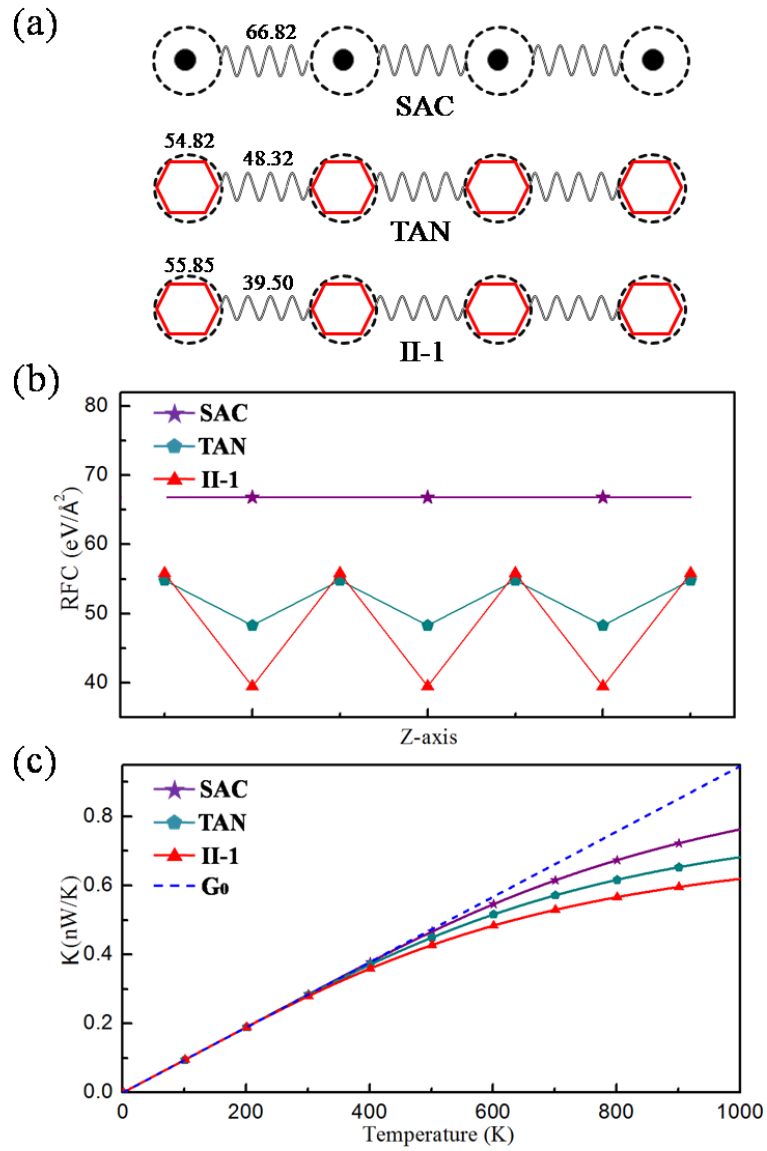 (a)
66.82
SAC
54.82
48.32
TAN
55.85
39.50
II-1
(b)
80
70
60
50
40
RFC (eV/Å²)
SAC
TAN
II-1
Z-axis
(c)
0.8
0.6
0.4
0.2
0.0
K(nW/K)
SAC
TAN
II-1
G₀
0
200
400
600
800
1000
Temperature (K)